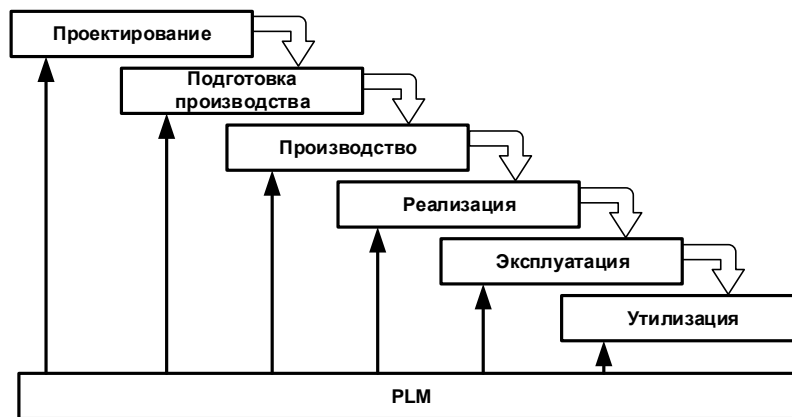 Проектирование
Подготовка
производства
Производство
Реализация
Эксплуатация
Утилизация
PLM